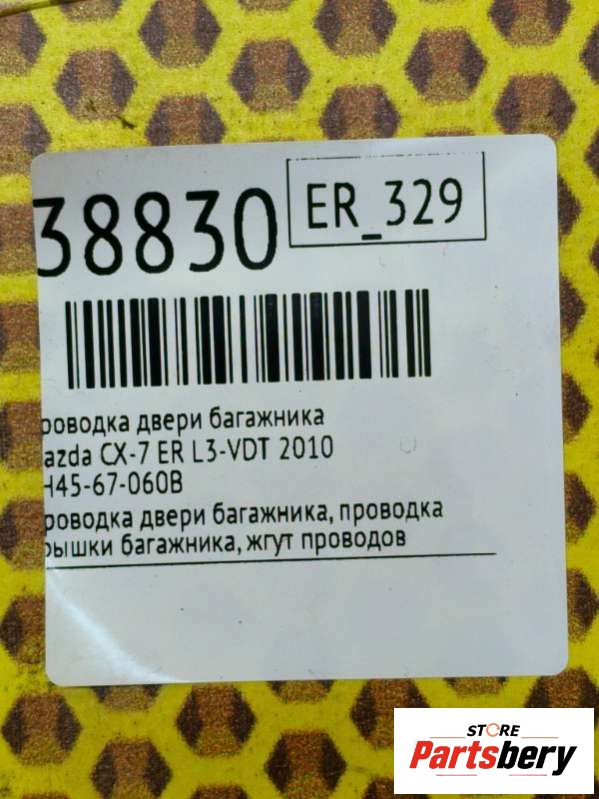 38830
ER_329
роводка двери багажника
azda CX-7 ER L3-VDT 2010
H45-67-060B
роводка двери багажника, проводка
рышки багажника, жгут проводов
STORE
Partsbery